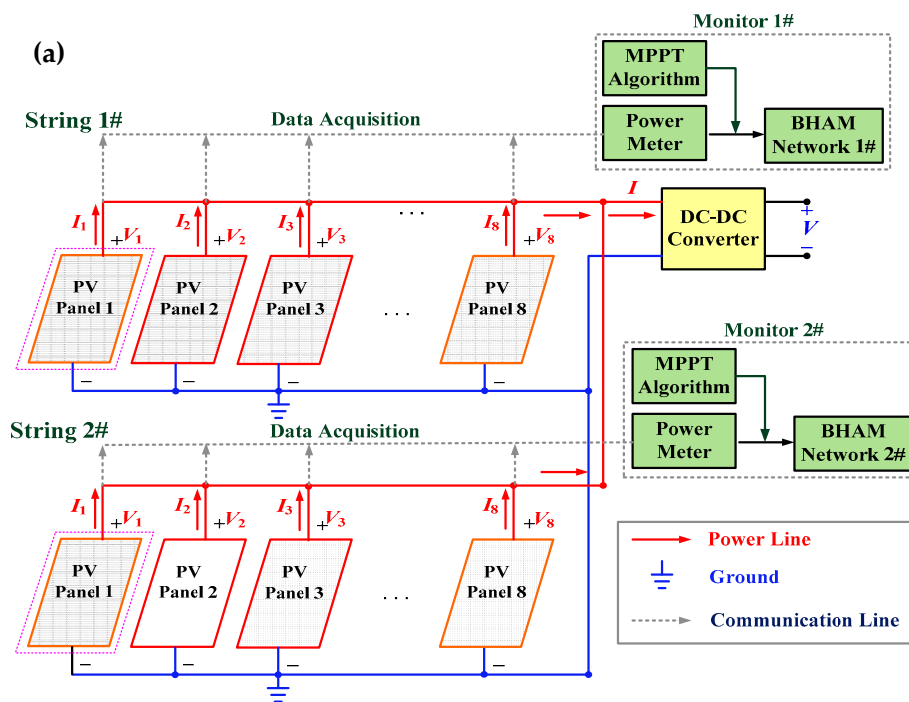 Monitor 1#
(a)
MPPT
Algorithm
String 1#
Data Acquisition
Power
Meter
BHAM
Network 1#
I
I1
+V1
I2
+V2
I3
+V3
...
I8
+V8
DC-DC
Converter
+
V
−
PV
Panel 1
PV
Panel 2
PV
Panel 3
...
PV
Panel 8
−
−
−
−
Monitor 2#
MPPT
Algorithm
String 2#
Data Acquisition
Power
Meter
BHAM
Network 2#
I1
+V1
I2
+V2
I3
+V3
I8
+V8
PV
Panel 1
PV
Panel 2
PV
Panel 3
...
PV
Panel 8
−
−
−
−
Power Line
Ground
Communication Line